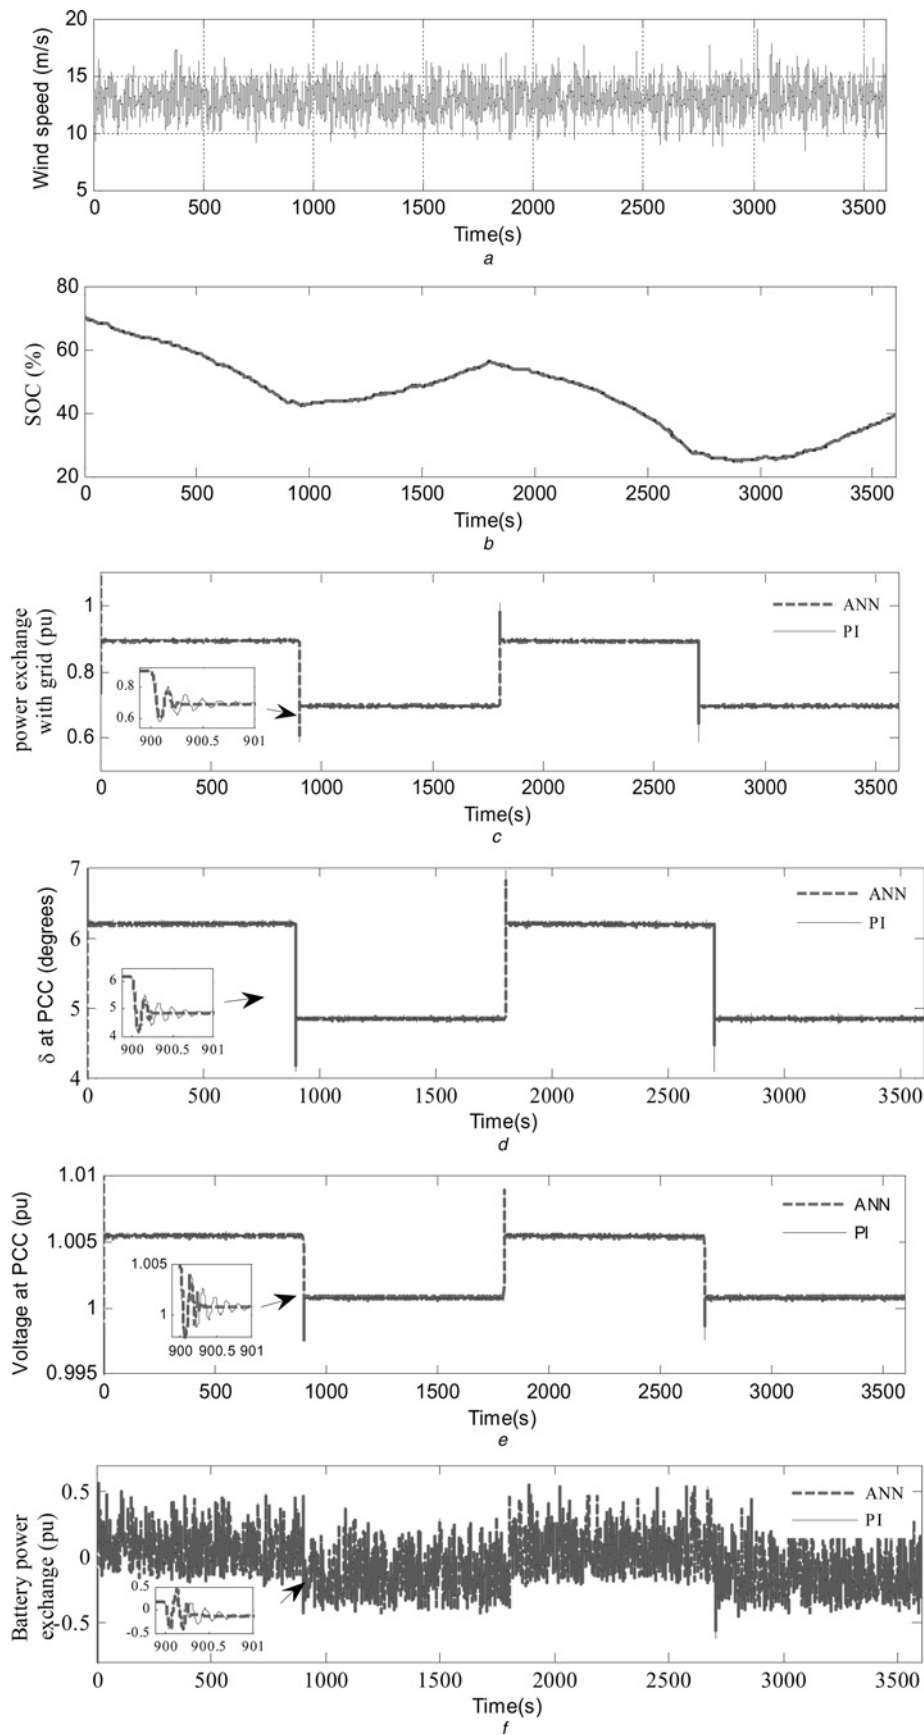 20
15
10
5
Wind speed (m/s)
0 500 1000 1500 2000 2500 3000 3500
Time(s)
a
80
60
40
20
SOC (%)
0 500 1000 1500 2000 2500 3000 3500
Time(s)
b
1
0.8
0.6
power exchange
with grid (pu)
ANN
PI
0.8
0.6
900 900.5 901
0 500 1000 1500 2000 2500 3000 3500
Time(s)
c
7
6
5
4
δ at PCC (degrees)
ANN
PI
6
5
4
900 900.5 901
0 500 1000 1500 2000 2500 3000 3500
Time(s)
d
1.01
1.005
1
0.995
Voltage at PCC (pu)
ANN
PI
1.005
1
900 900.5 901
0 500 1000 1500 2000 2500 3000 3500
Time(s)
e
0.5
0
-0.5
Battery power
exchange (pu)
ANN
PI
0.5
0
-0.5
900 900.5 901
0 500 1000 1500 2000 2500 3000 3500
Time(s)
f